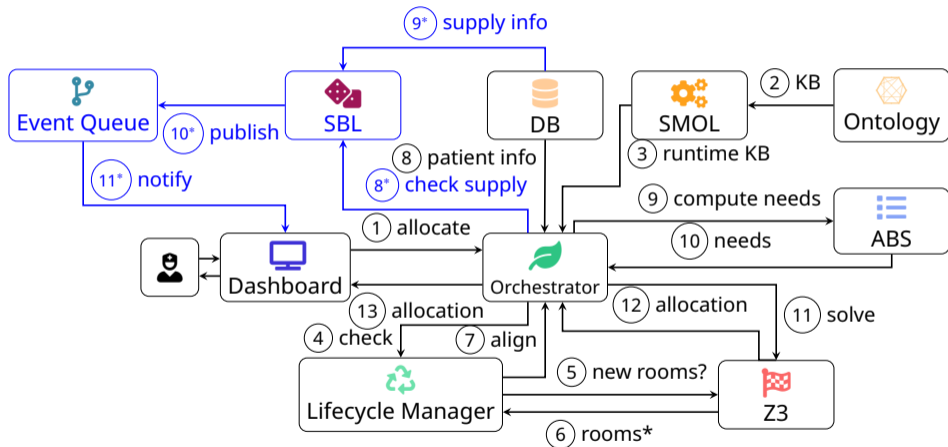 9* supply info
2 KB
Event Queue
SBL
DB
SMOL
Ontology
10* publish
8 patient info
3 runtime KB
11* notify
8* check supply
9 compute needs
1 allocate
10 needs
ABS
Dashboard
Orchestrator
13 allocation
12 allocation
11 solve
4 check
7 align
5 new rooms?
Lifecycle Manager
Z3
6 rooms*